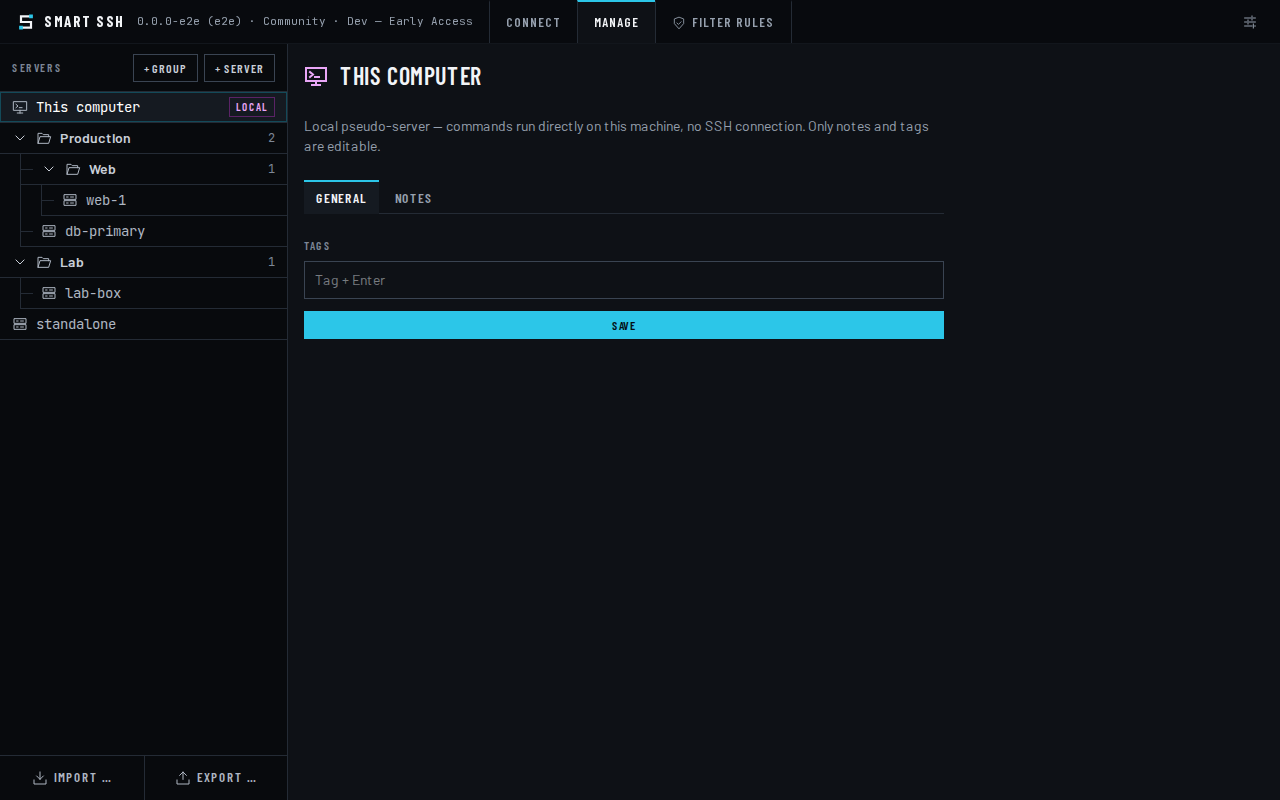 SMART SSH 0.0.0-e2e (e2e) · Community · Dev — Early Access CONNECT MANAGE FILTER RULES
SERVERS + GROUP + SERVER
This computer LOCAL
Production 2
Web 1
web-1
db-primary
Lab 1
lab-box
standalone
IMPORT … EXPORT …
THIS COMPUTER
Local pseudo-server — commands run directly on this machine, no SSH connection. Only notes and tags
are editable.
GENERAL NOTES
TAGS
Tag + Enter
SAVE